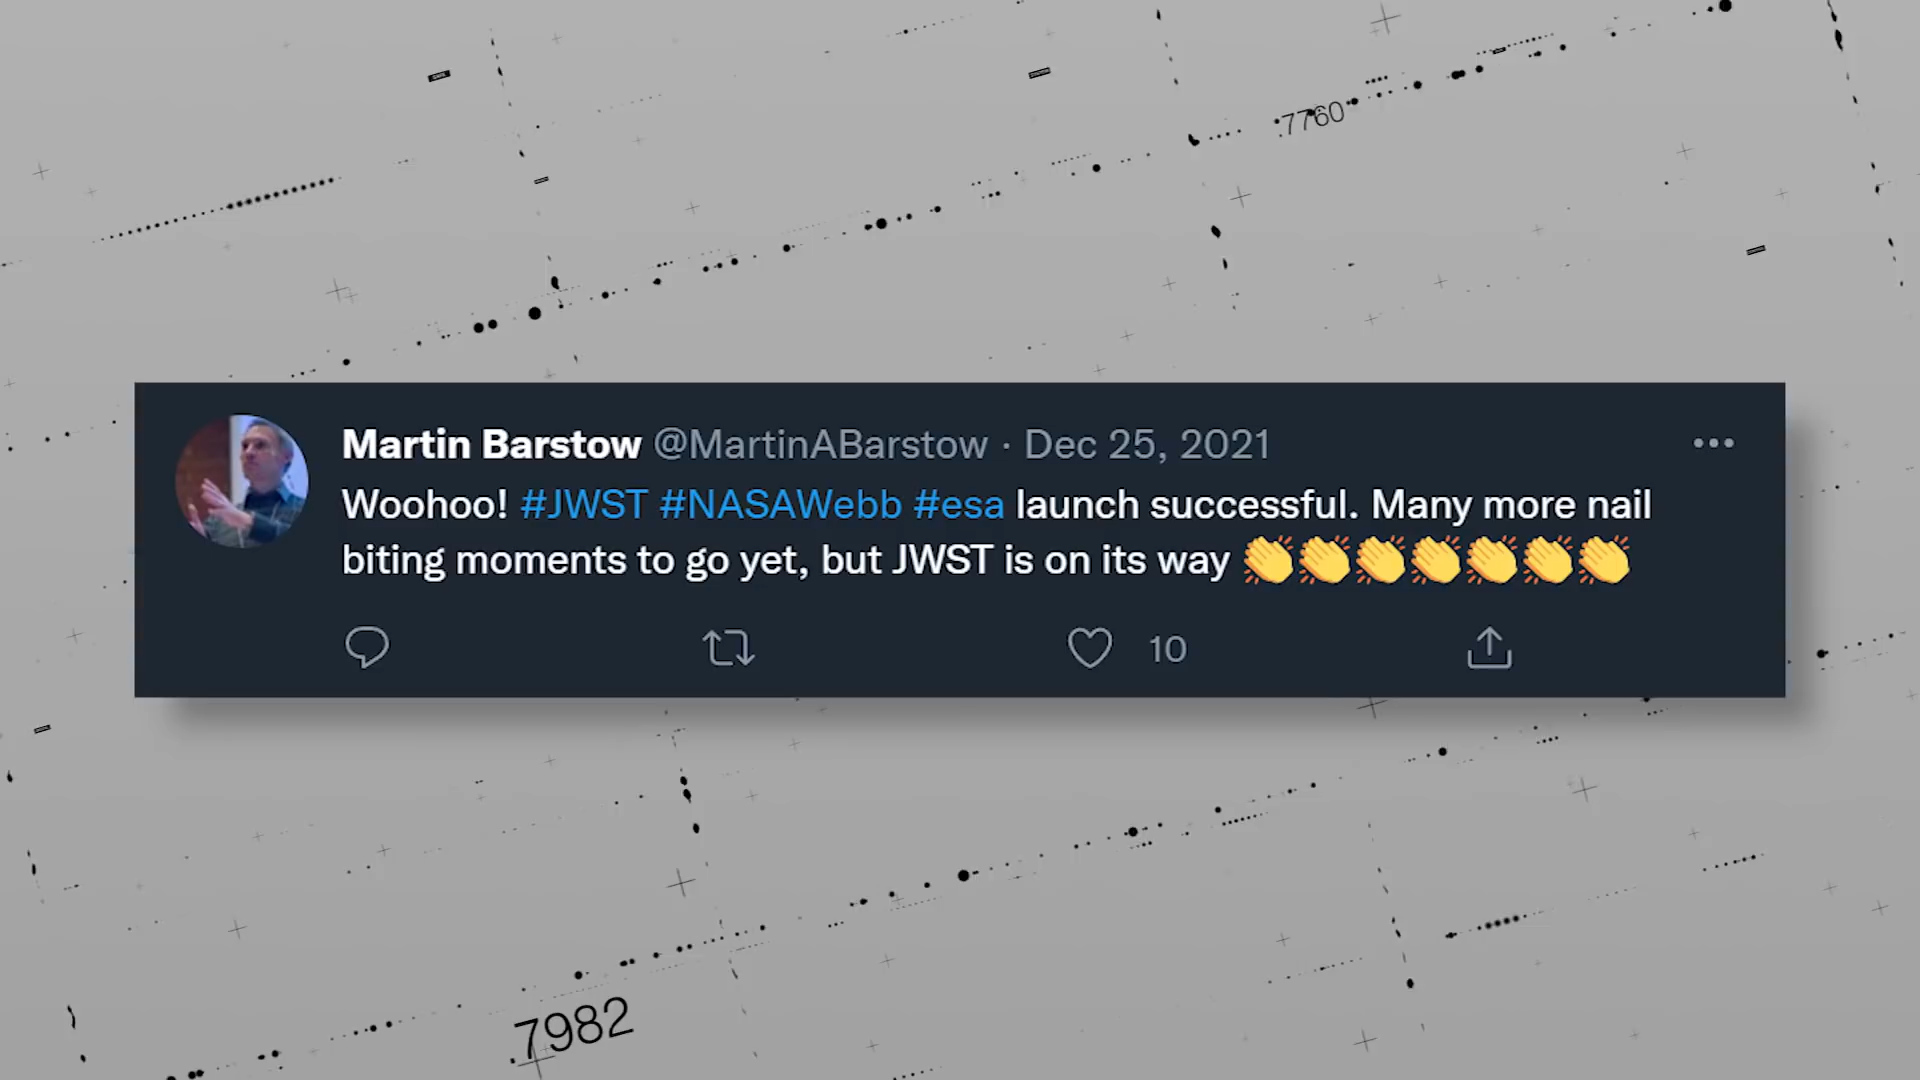 .7760
Martin Barstow @MartinABarstow · Dec 25, 2021
Woohoo! #JWST #NASAWebb #esa launch successful. Many more nail
biting moments to go yet, but JWST is on its way 👏👏👏👏👏👏👏
10
.7982